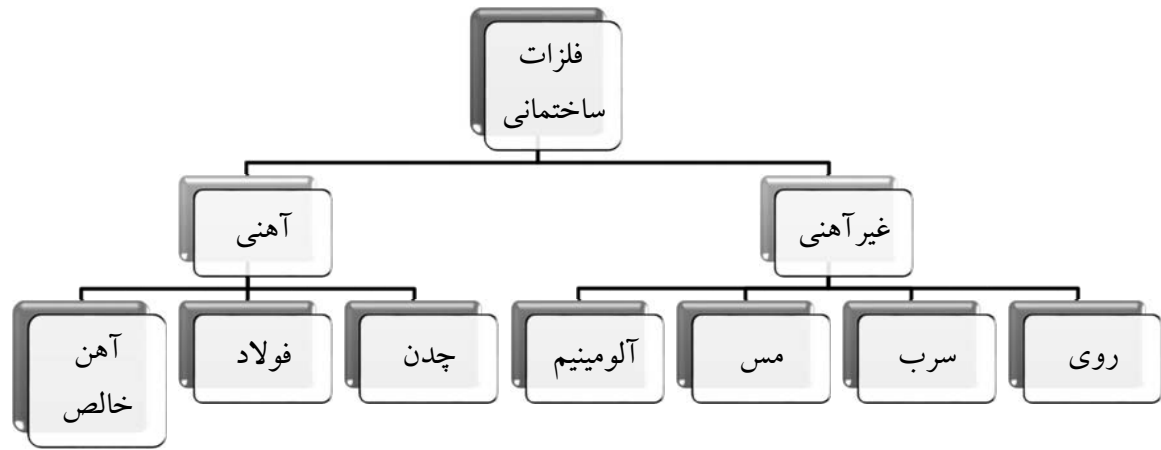 فلزات
ساختمانی
غیرآهنی
آهنی
روی
سرب
مس
آلومینیم
چدن
فولاد
آهن
خالص